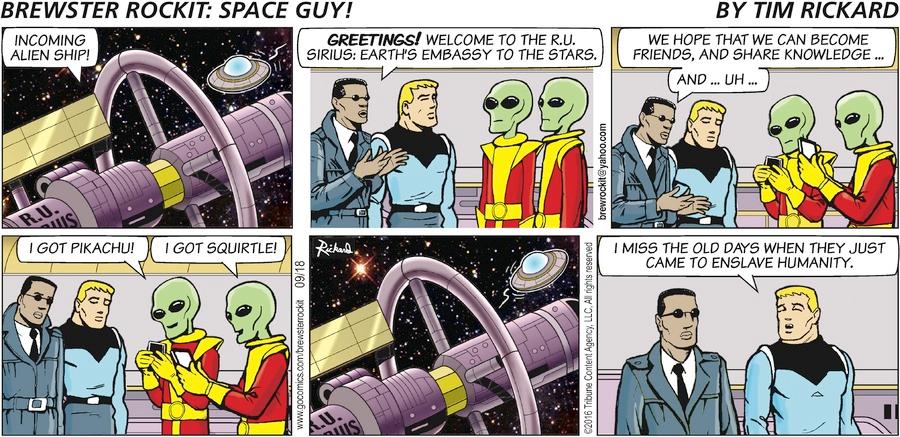 BREWSTER ROCKIT: SPACE GUY!
BY TIM RICKARD
INCOMING
ALIEN SHIP!
R.U.
GREETINGS! WELCOME TO THE R.U.
SIRIUS: EARTH'S EMBASSY TO THE STARS.
WE HOPE THAT WE CAN BECOME
FRIENDS, AND SHARE KNOWLEDGE ...
AND ... UH ...
brewrockit@yahoo.com
I GOT PIKACHU!
I GOT SQUIRTLE!
www.gocomics.com/brewsterrockit 09/18
Rickard
R.U.
©2016 Tribune Content Agency, LLC. All rights reserved
I MISS THE OLD DAYS WHEN THEY JUST
CAME TO ENSLAVE HUMANITY.